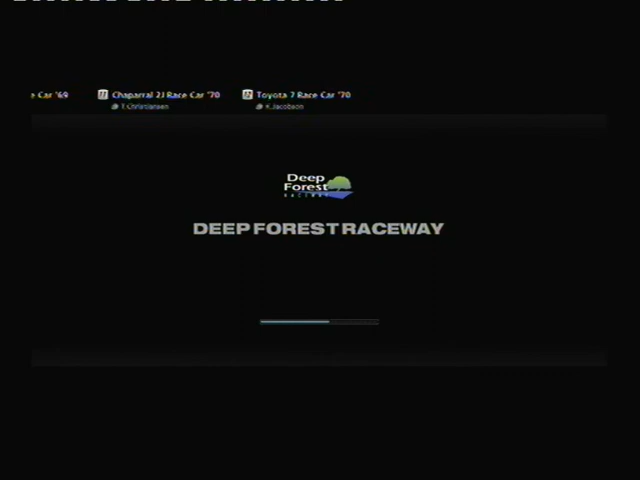 e Car '69
Chaparral 2J Race Car '70
Toyota 7 Race Car '70
T.Christiansen
K.Jacobson
Deep
Forest
RACEWAY
DEEP FOREST RACEWAY